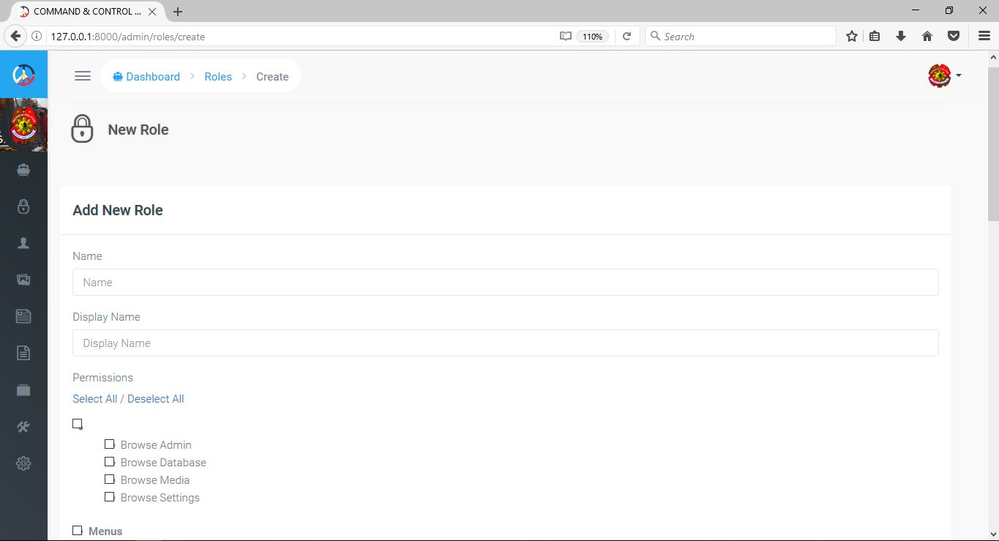 COMMAND & CONTROL ...
127.0.0.1:8000/admin/roles/create
110%
Search
Dashboard > Roles > Create
New Role
Add New Role
Name
Name
Display Name
Display Name
Permissions
Select All / Deselect All
Browse Admin
Browse Database
Browse Media
Browse Settings
Menus